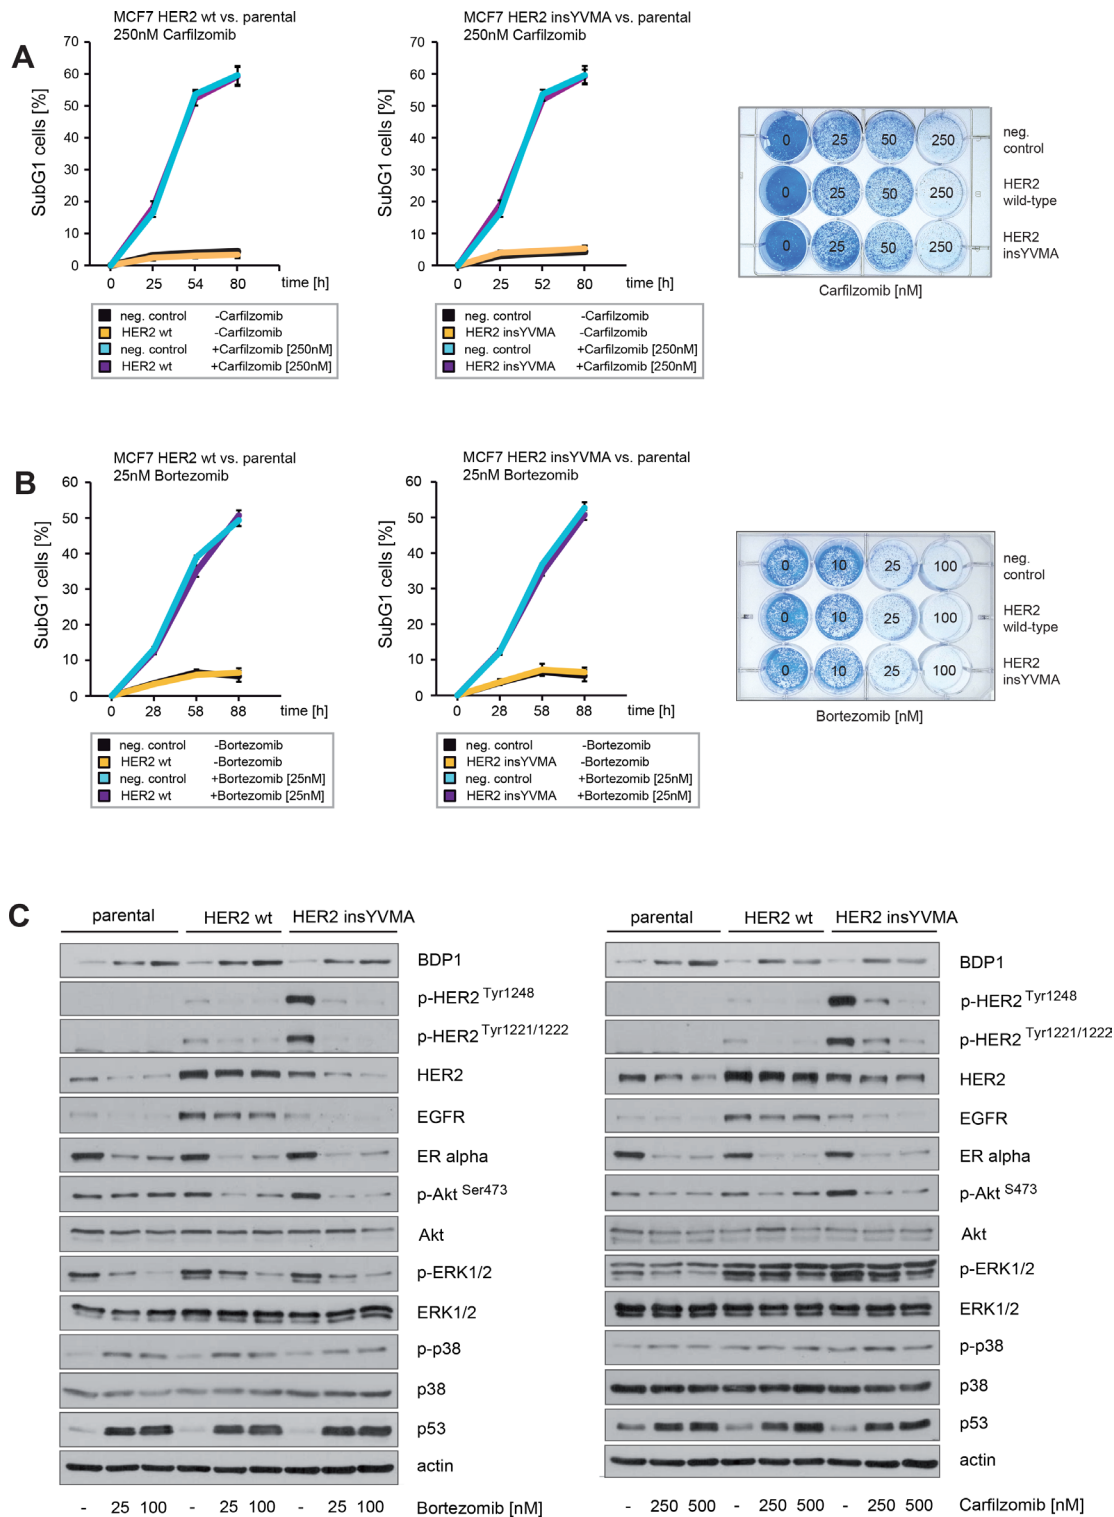 A
MCF7 HER2 wt vs. parental
250nM Carfilzomib
SubG1 cells [%]
70
60
50
40
30
20
10
0
0 25 54 80 time [h]
neg. control -Carfilzomib
HER2 wt -Carfilzomib
neg. control +Carfilzomib [250nM]
HER2 wt +Carfilzomib [250nM]
MCF7 HER2 insYVMA vs. parental
250nM Carfilzomib
SubG1 cells [%]
70
60
50
40
30
20
10
0
0 25 52 80 time [h]
neg. control -Carfilzomib
HER2 insYVMA -Carfilzomib
neg. control +Carfilzomib [250nM]
HER2 insYVMA +Carfilzomib [250nM]
0 25 50 250 neg.
control
0 25 50 250 HER2
wild-type
0 25 50 250 HER2
insYVMA
Carfilzomib [nM]
B
MCF7 HER2 wt vs. parental
25nM Bortezomib
SubG1 cells [%]
60
50
40
30
20
10
0
0 28 58 88 time [h]
neg. control -Bortezomib
HER2 wt -Bortezomib
neg. control +Bortezomib [25nM]
HER2 wt +Bortezomib [25nM]
MCF7 HER2 insYVMA vs. parental
25nM Bortezomib
SubG1 cells [%]
60
50
40
30
20
10
0
0 28 58 88 time [h]
neg. control -Bortezomib
HER2 insYVMA -Bortezomib
neg. control +Bortezomib [25nM]
HER2 insYVMA +Bortezomib [25nM]
0 10 25 100 neg.
control
0 10 25 100 HER2
wild-type
0 10 25 100 HER2
insYVMA
Bortezomib [nM]
C
parental HER2 wt HER2 insYVMA
BDP1
p-HER2 Tyr1248
p-HER2 Tyr1221/1222
HER2
EGFR
ER alpha
p-Akt Ser473
Akt
p-ERK1/2
ERK1/2
p-p38
p38
p53
actin
- 25 100 - 25 100 - 25 100 Bortezomib [nM]
parental HER2 wt HER2 insYVMA
BDP1
p-HER2 Tyr1248
p-HER2 Tyr1221/1222
HER2
EGFR
ER alpha
p-Akt S473
Akt
p-ERK1/2
ERK1/2
p-p38
p38
p53
actin
- 250 500 - 250 500 - 250 500 Carfilzomib [nM]